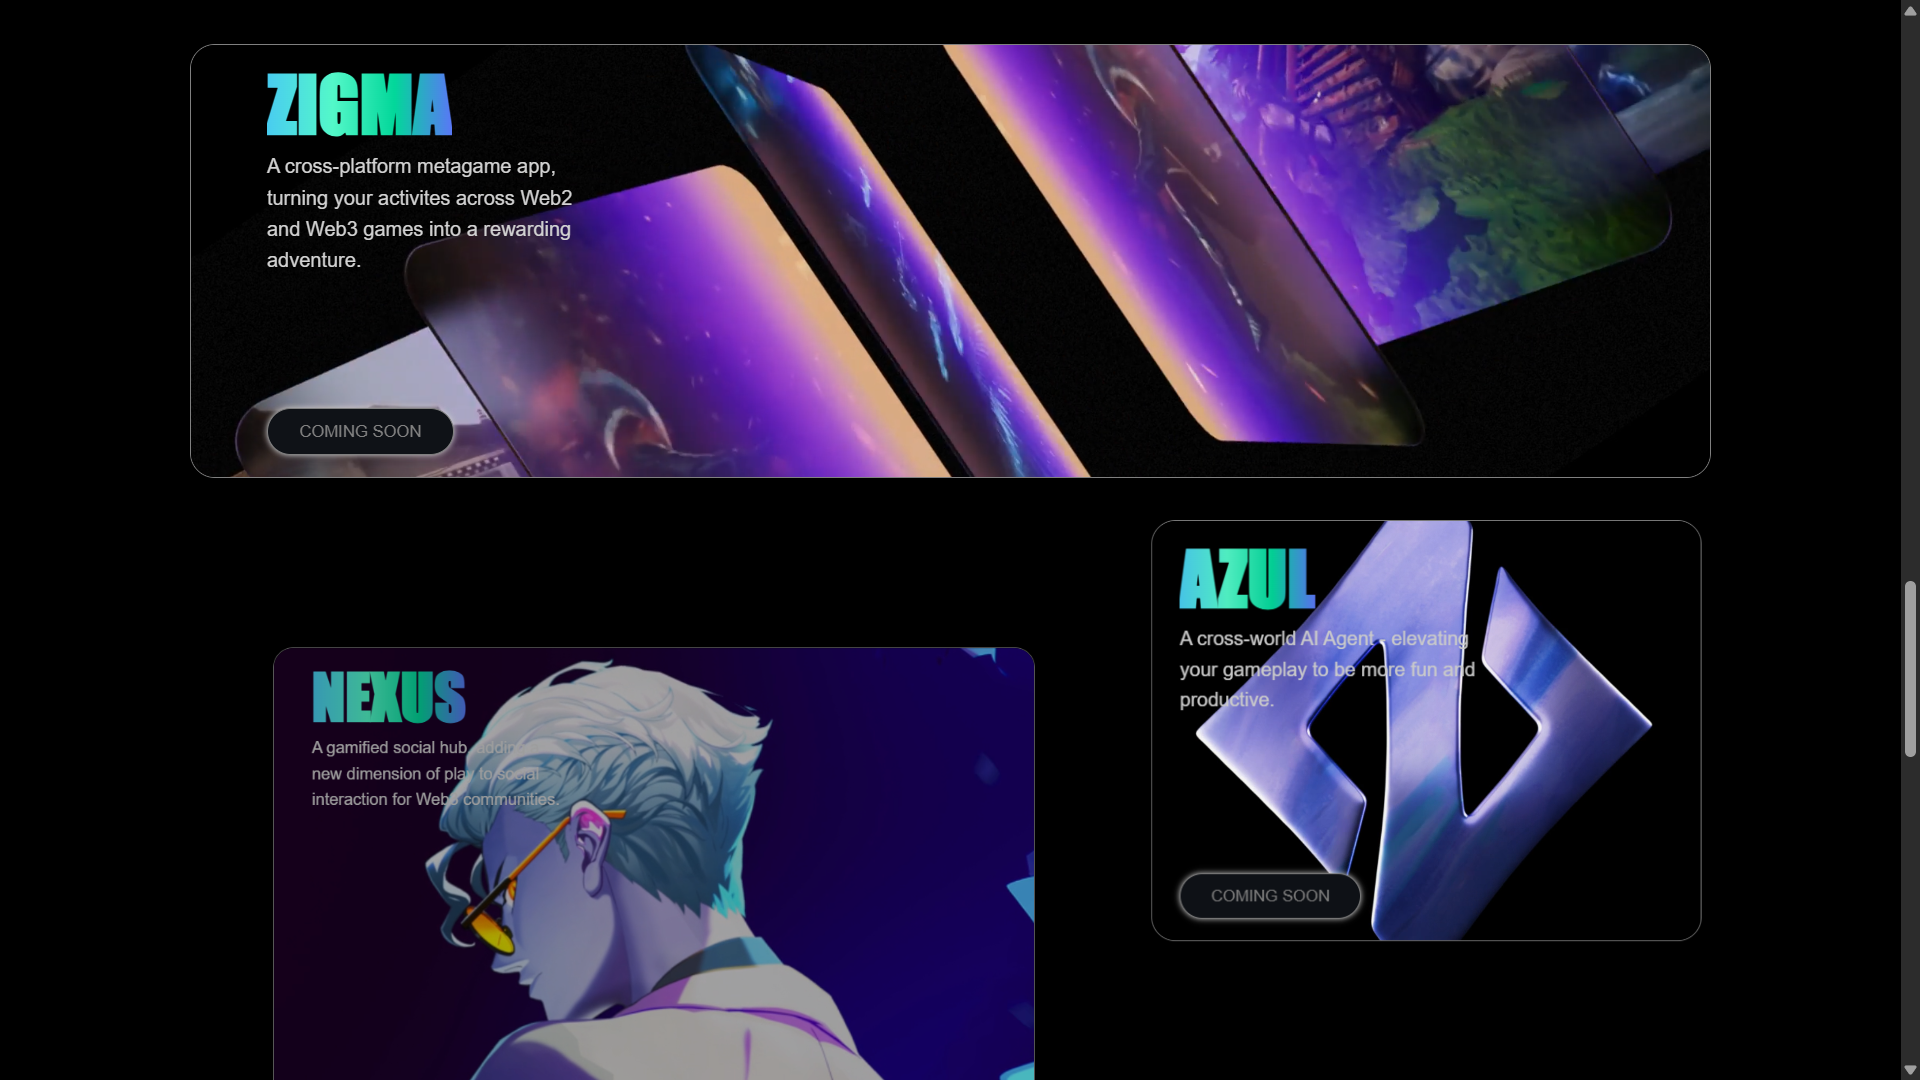 ZIGMA
A cross-platform metagame app,
turning your activites across Web2
and Web3 games into a rewarding
adventure.
COMING SOON
AZUL
A cross-world AI Agent - elevating
your gameplay to be more fun and
productive.
COMING SOON
NEXUS
A gamified social hub, adding
new dimension of play to social
interaction for Web3 communities.